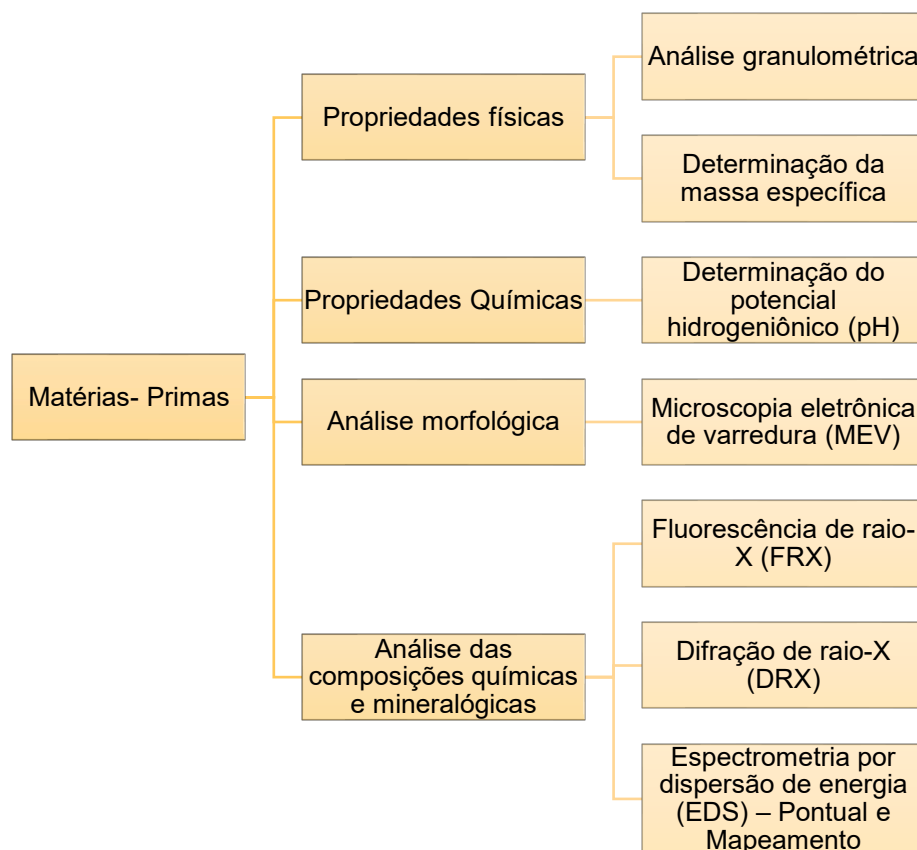 Matérias- Primas
Propriedades físicas
Análise granulométrica
Determinação da
massa específica
Propriedades Químicas
Determinação do
potencial
hidrogeniônico (pH)
Análise morfológica
Microscopia eletrônica
de varredura (MEV)
Análise das
composições químicas
e mineralógicas
Fluorescência de raio-
X (FRX)
Difração de raio-X
(DRX)
Espectrometria por
dispersão de energia
(EDS) – Pontual e
Mapeamento